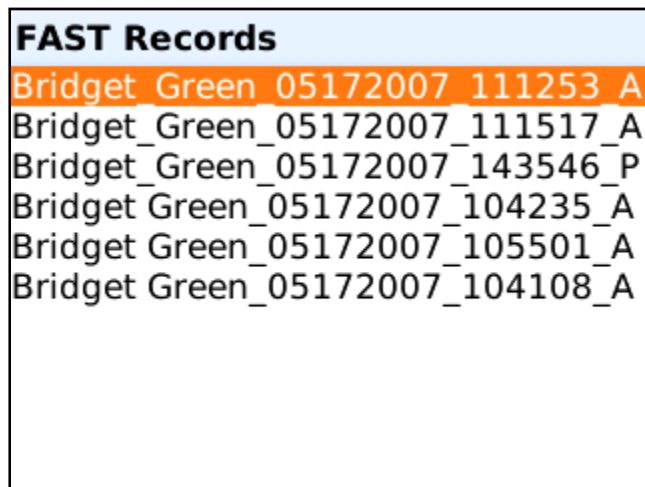 FAST Records
Bridget_Green_05172007_111253_A
Bridget_Green_05172007_111517_A
Bridget_Green_05172007_143546_P
Bridget Green_05172007_104235_A
Bridget Green_05172007_105501_A
Bridget Green_05172007_104108_A